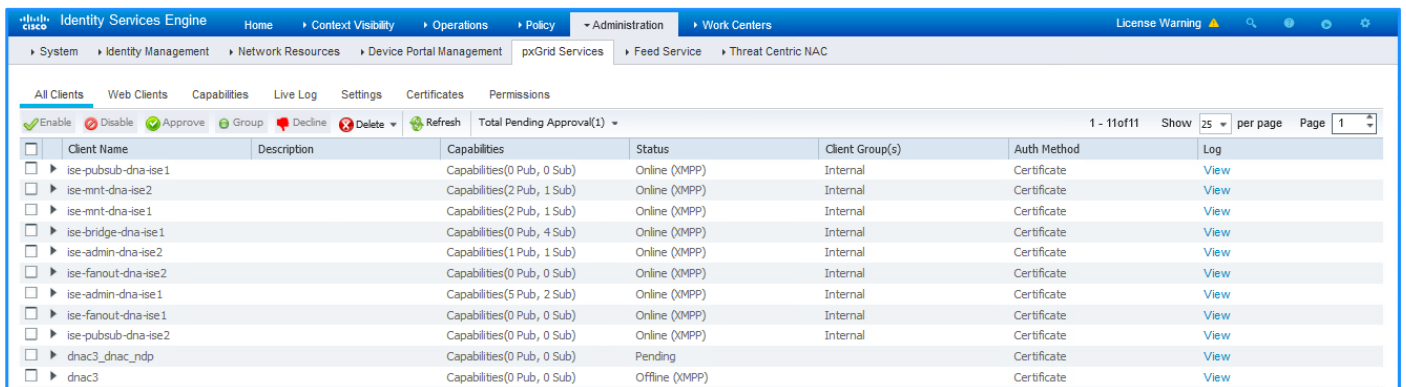 cisco Identity Services Engine Home Context Visibility Operations Policy Administration Work Centers License Warning
System Identity Management Network Resources Device Portal Management pxGrid Services Feed Service Threat Centric NAC
All Clients Web Clients Capabilities Live Log Settings Certificates Permissions
Enable Disable Approve Group Decline Delete Refresh Total Pending Approval(1) 1 - 11of11 Show 25 per page Page 1
Client Name Description Capabilities Status Client Group(s) Auth Method Log
ise-pubsub-dna-ise1 Capabilities(0 Pub, 0 Sub) Online (XMPP) Internal Certificate View
ise-mnt-dna-ise2 Capabilities(2 Pub, 1 Sub) Online (XMPP) Internal Certificate View
ise-mnt-dna-ise1 Capabilities(2 Pub, 1 Sub) Online (XMPP) Internal Certificate View
ise-bridge-dna-ise1 Capabilities(0 Pub, 4 Sub) Online (XMPP) Internal Certificate View
ise-admin-dna-ise2 Capabilities(1 Pub, 1 Sub) Online (XMPP) Internal Certificate View
ise-fanout-dna-ise2 Capabilities(0 Pub, 0 Sub) Online (XMPP) Internal Certificate View
ise-admin-dna-ise1 Capabilities(5 Pub, 2 Sub) Online (XMPP) Internal Certificate View
ise-fanout-dna-ise1 Capabilities(0 Pub, 0 Sub) Online (XMPP) Internal Certificate View
ise-pubsub-dna-ise2 Capabilities(0 Pub, 0 Sub) Online (XMPP) Internal Certificate View
dnac3_dnac_ndp Capabilities(0 Pub, 0 Sub) Pending Certificate View
dnac3 Capabilities(0 Pub, 0 Sub) Offline (XMPP) Certificate View